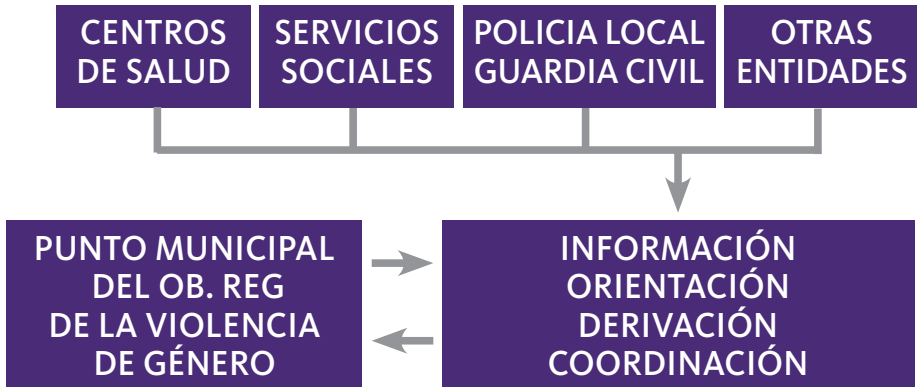 CENTROS
DE SALUD
SERVICIOS
SOCIALES
POLICIA LOCAL
GUARDIA CIVIL
OTRAS
ENTIDADES
PUNTO MUNICIPAL
DEL OB. REG
DE LA VIOLENCIA
DE GÉNERO
INFORMACIÓN
ORIENTACIÓN
DERIVACIÓN
COORDINACIÓN